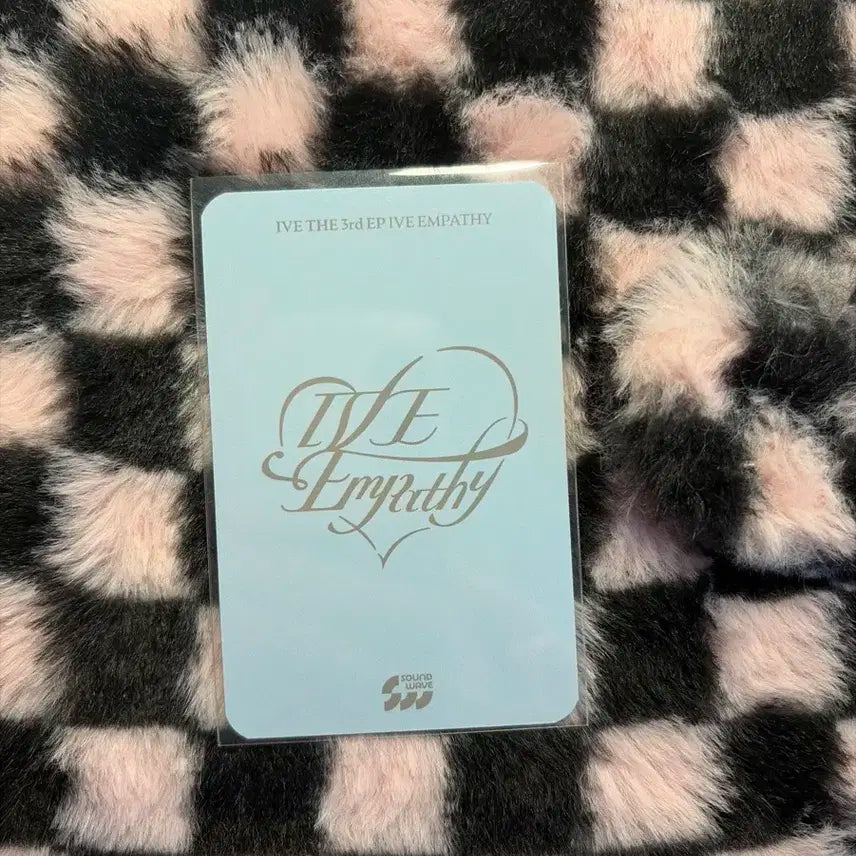 IVE THE 3rd EP IVE EMPATHY
IVE
Empathy
SOUND
WAVE